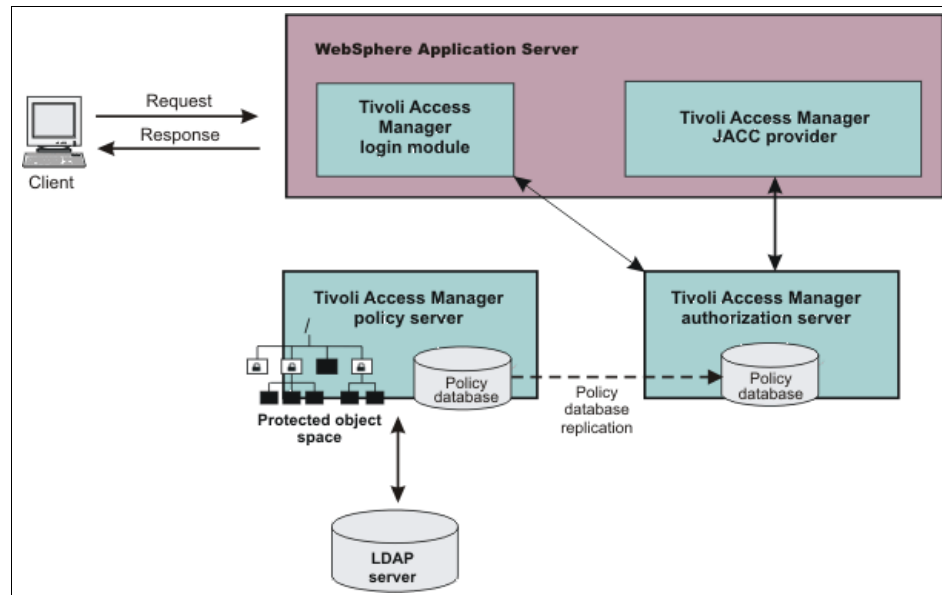 WebSphere Application Server
Request
Response
Client
Tivoli Access
Manager
login module
Tivoli Access Manager
JACC provider
Tivoli Access Manager
policy server
/
Policy
database
Protected object
space
Policy
database
replication
Tivoli Access Manager
authorization server
Policy
database
LDAP
server